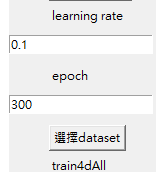 learning rate
0.1
epoch
300
選擇dataset
train4dAll